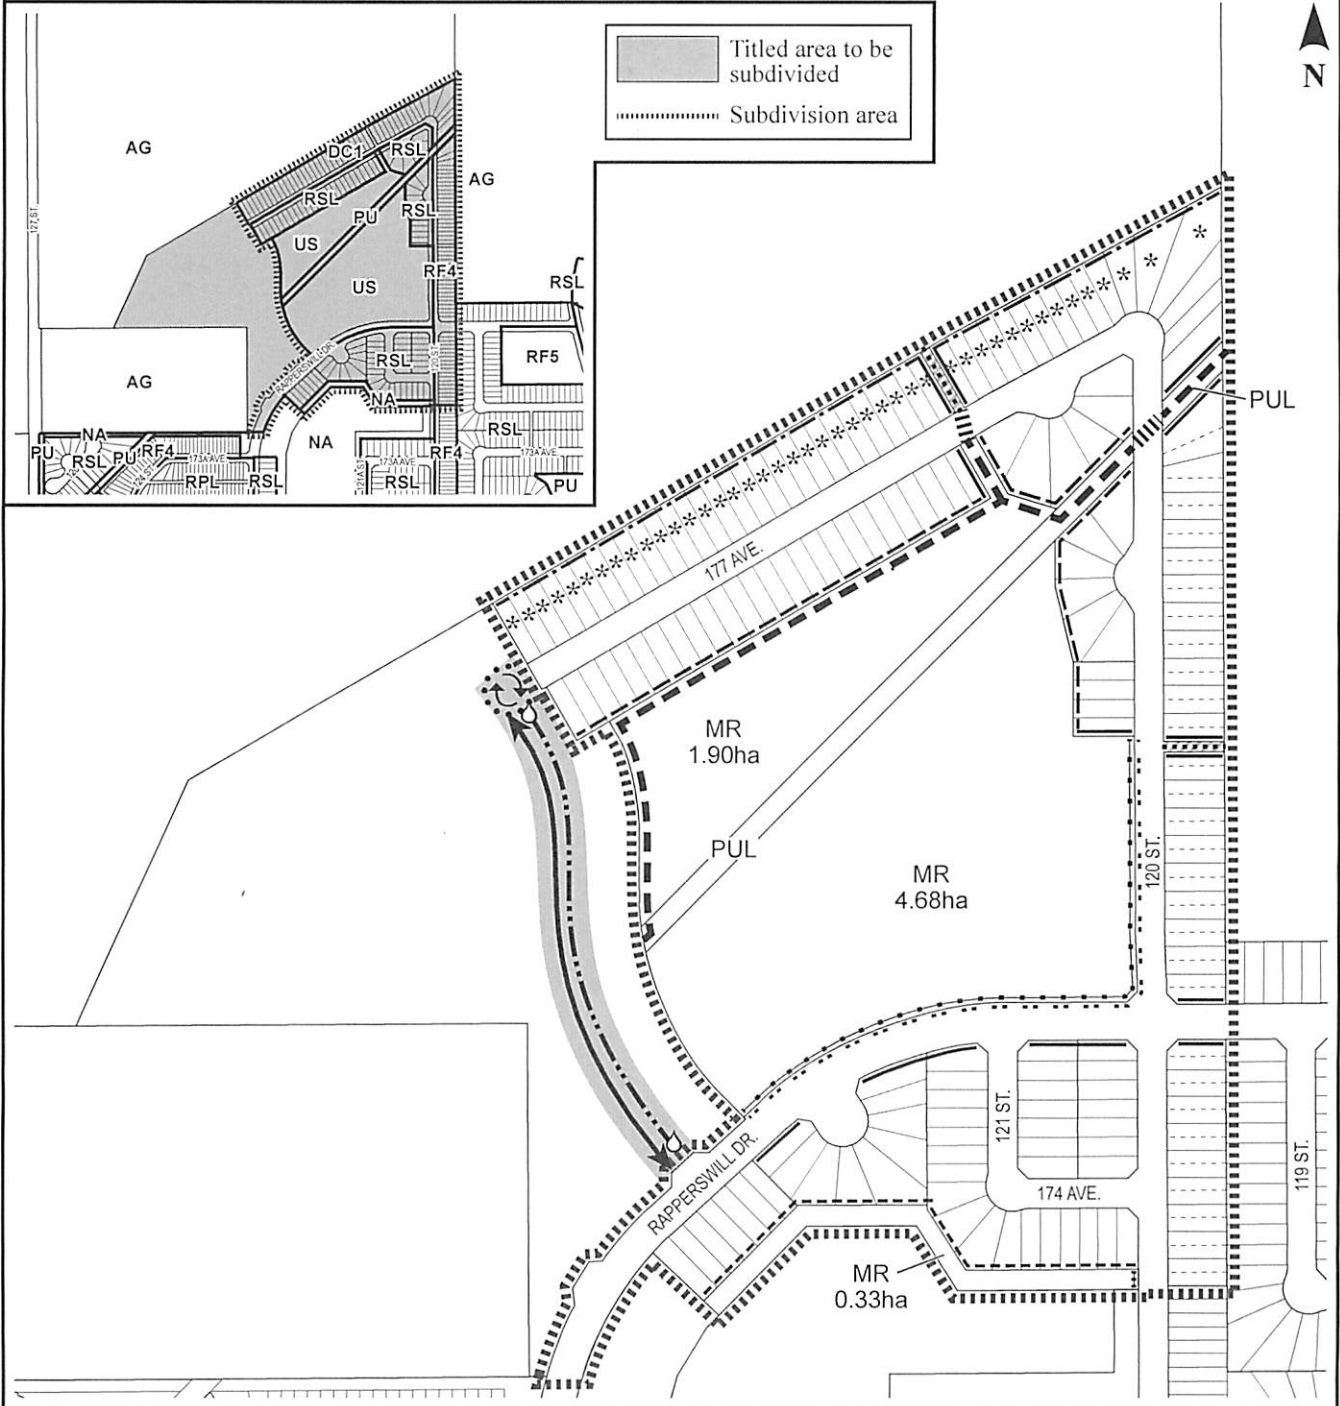 Titled area to be
subdivided
Subdivision area
N
AG
DC1
RSL
AG
RSL
RSL
PU
US
127 ST.
RF4
US
RSL
RAPPERSWILL DR.
RSL
120 ST.
RF5
AG
NA
NA
RSL
NA
PU
RSL
PU
RF4
173A AVE
RPL
RSL
121A ST
173A AVE
RSL
RF4
173A AVE
PU
PUL
177 AVE.
MR
1.90ha
PUL
MR
4.68ha
120 ST.
121 ST.
174 AVE.
119 ST.
RAPPERSWILL DR.
MR
0.33ha